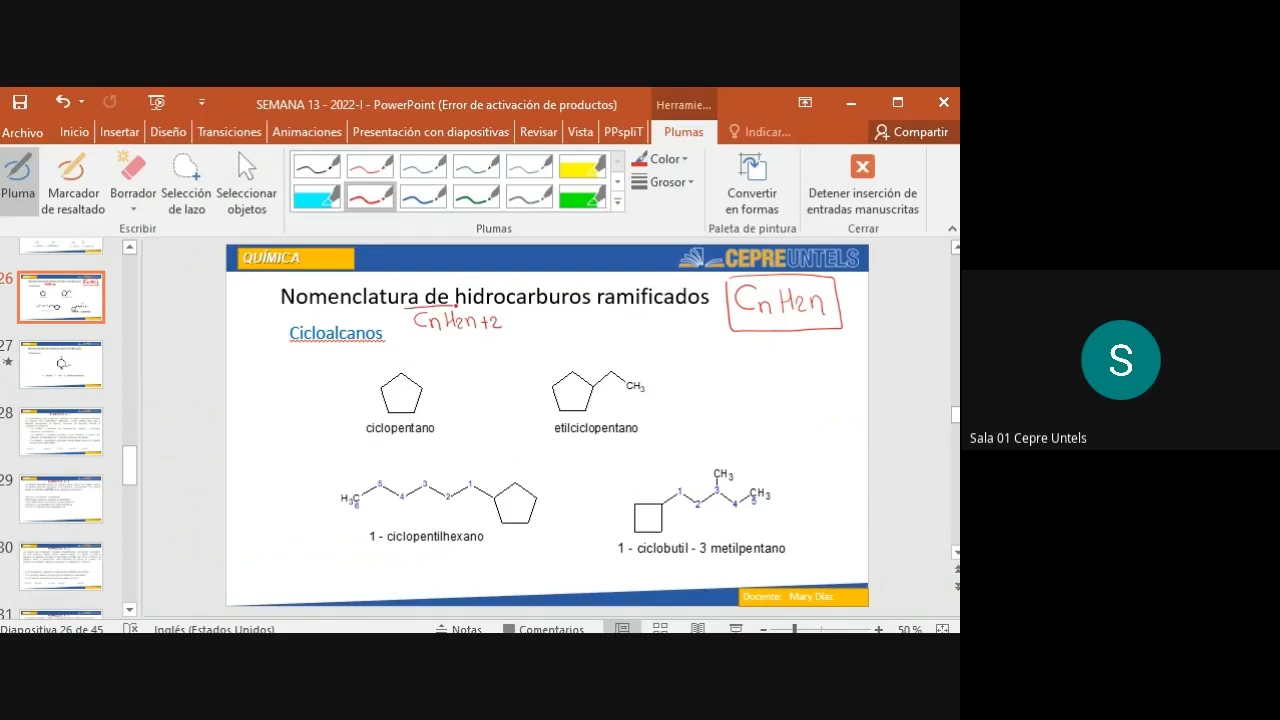 SEMANA 13 - 2022-I - PowerPoint (Error de activación de productos)
Herramie...
Archivo Inicio Insertar Diseño Transiciones Animaciones Presentación con diapositivas Revisar Vista PPspliT Plumas Indicar... Compartir
Pluma
Marcador de resaltado
Borrador
Selección de lazo
Seleccionar objetos
Color
Grosor
Convertir en formas
Detener inserción de entradas manuscritas
Escribir
Plumas
Paleta de pintura
Cerrar
26
27
28
29
30
31
QUÍMICA
CEPREUNTELS
Nomenclatura de hidrocarburos ramificados
CnH2n
CnH2n+2
Cicloalcanos
CH3
ciclopentano
etilciclopentano
H3C 6 5 4 3 2 1
1 - ciclopentilhexano
CH3
1 2 3 4 5 CH3
1 - ciclobutil - 3 metilpentano
Docente: Mary Díaz
S
Sala 01 Cepre Untels
Diapositiva 26 de 45 Inglés (Estados Unidos) Notas Comentarios 50 %